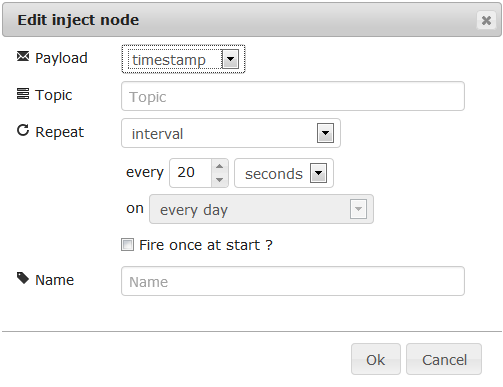 Edit inject node
Payload timestamp
Topic Topic
Repeat interval
every 20 seconds
on every day
Fire once at start ?
Name Name
Ok Cancel